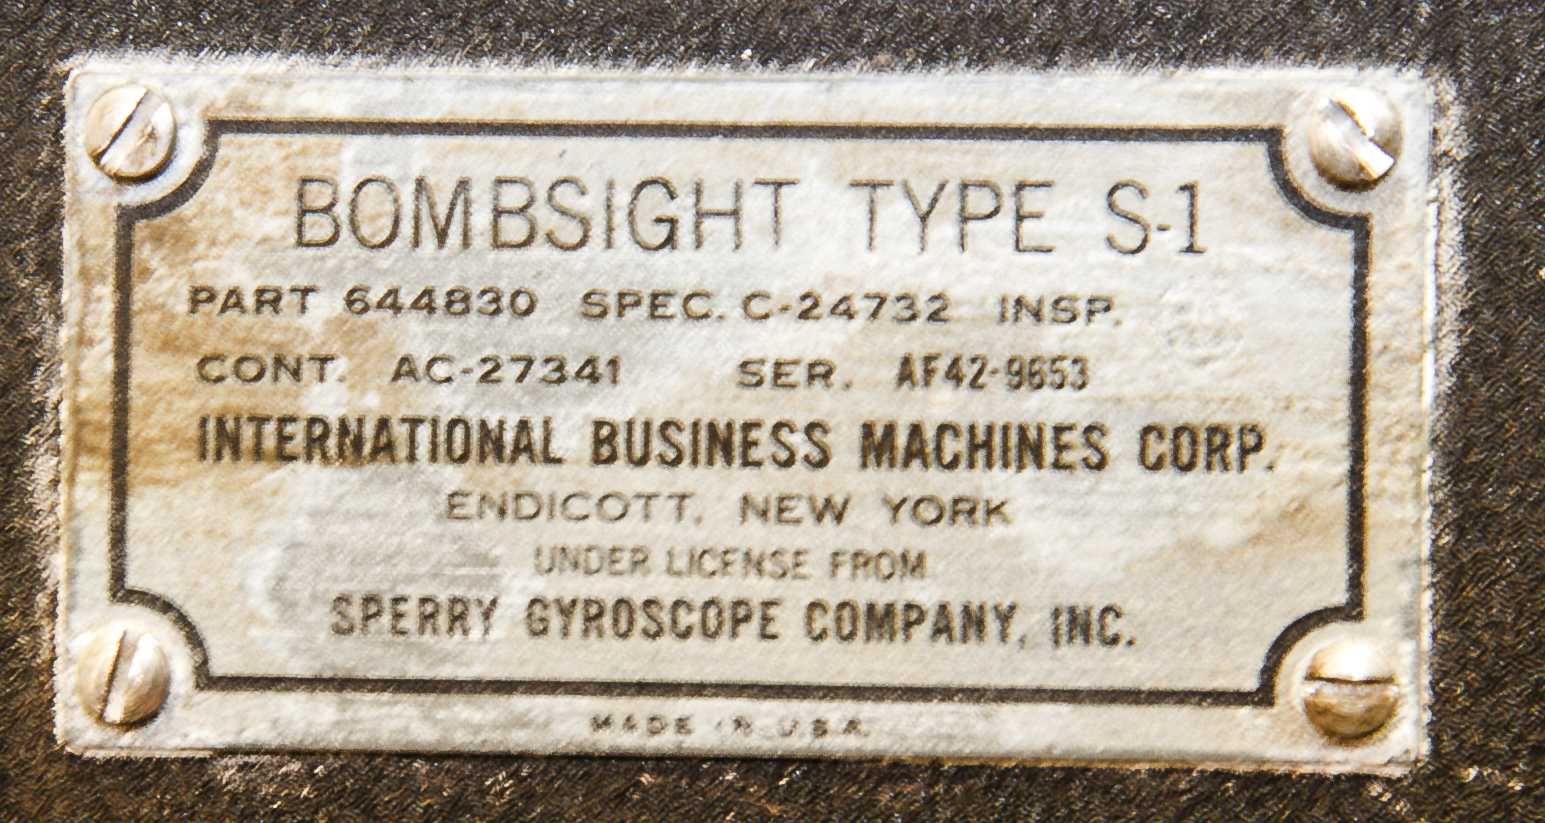 BOMBSIGHT TYPE S-1
PART 644830 SPEC. C-24732 INSP.
CONT. AC-27341 SER. AF42-9653
INTERNATIONAL BUSINESS MACHINES CORP.
ENDICOTT, NEW YORK
UNDER LICENSE FROM
SPERRY GYROSCOPE COMPANY, INC.
MADE IN U.S.A.